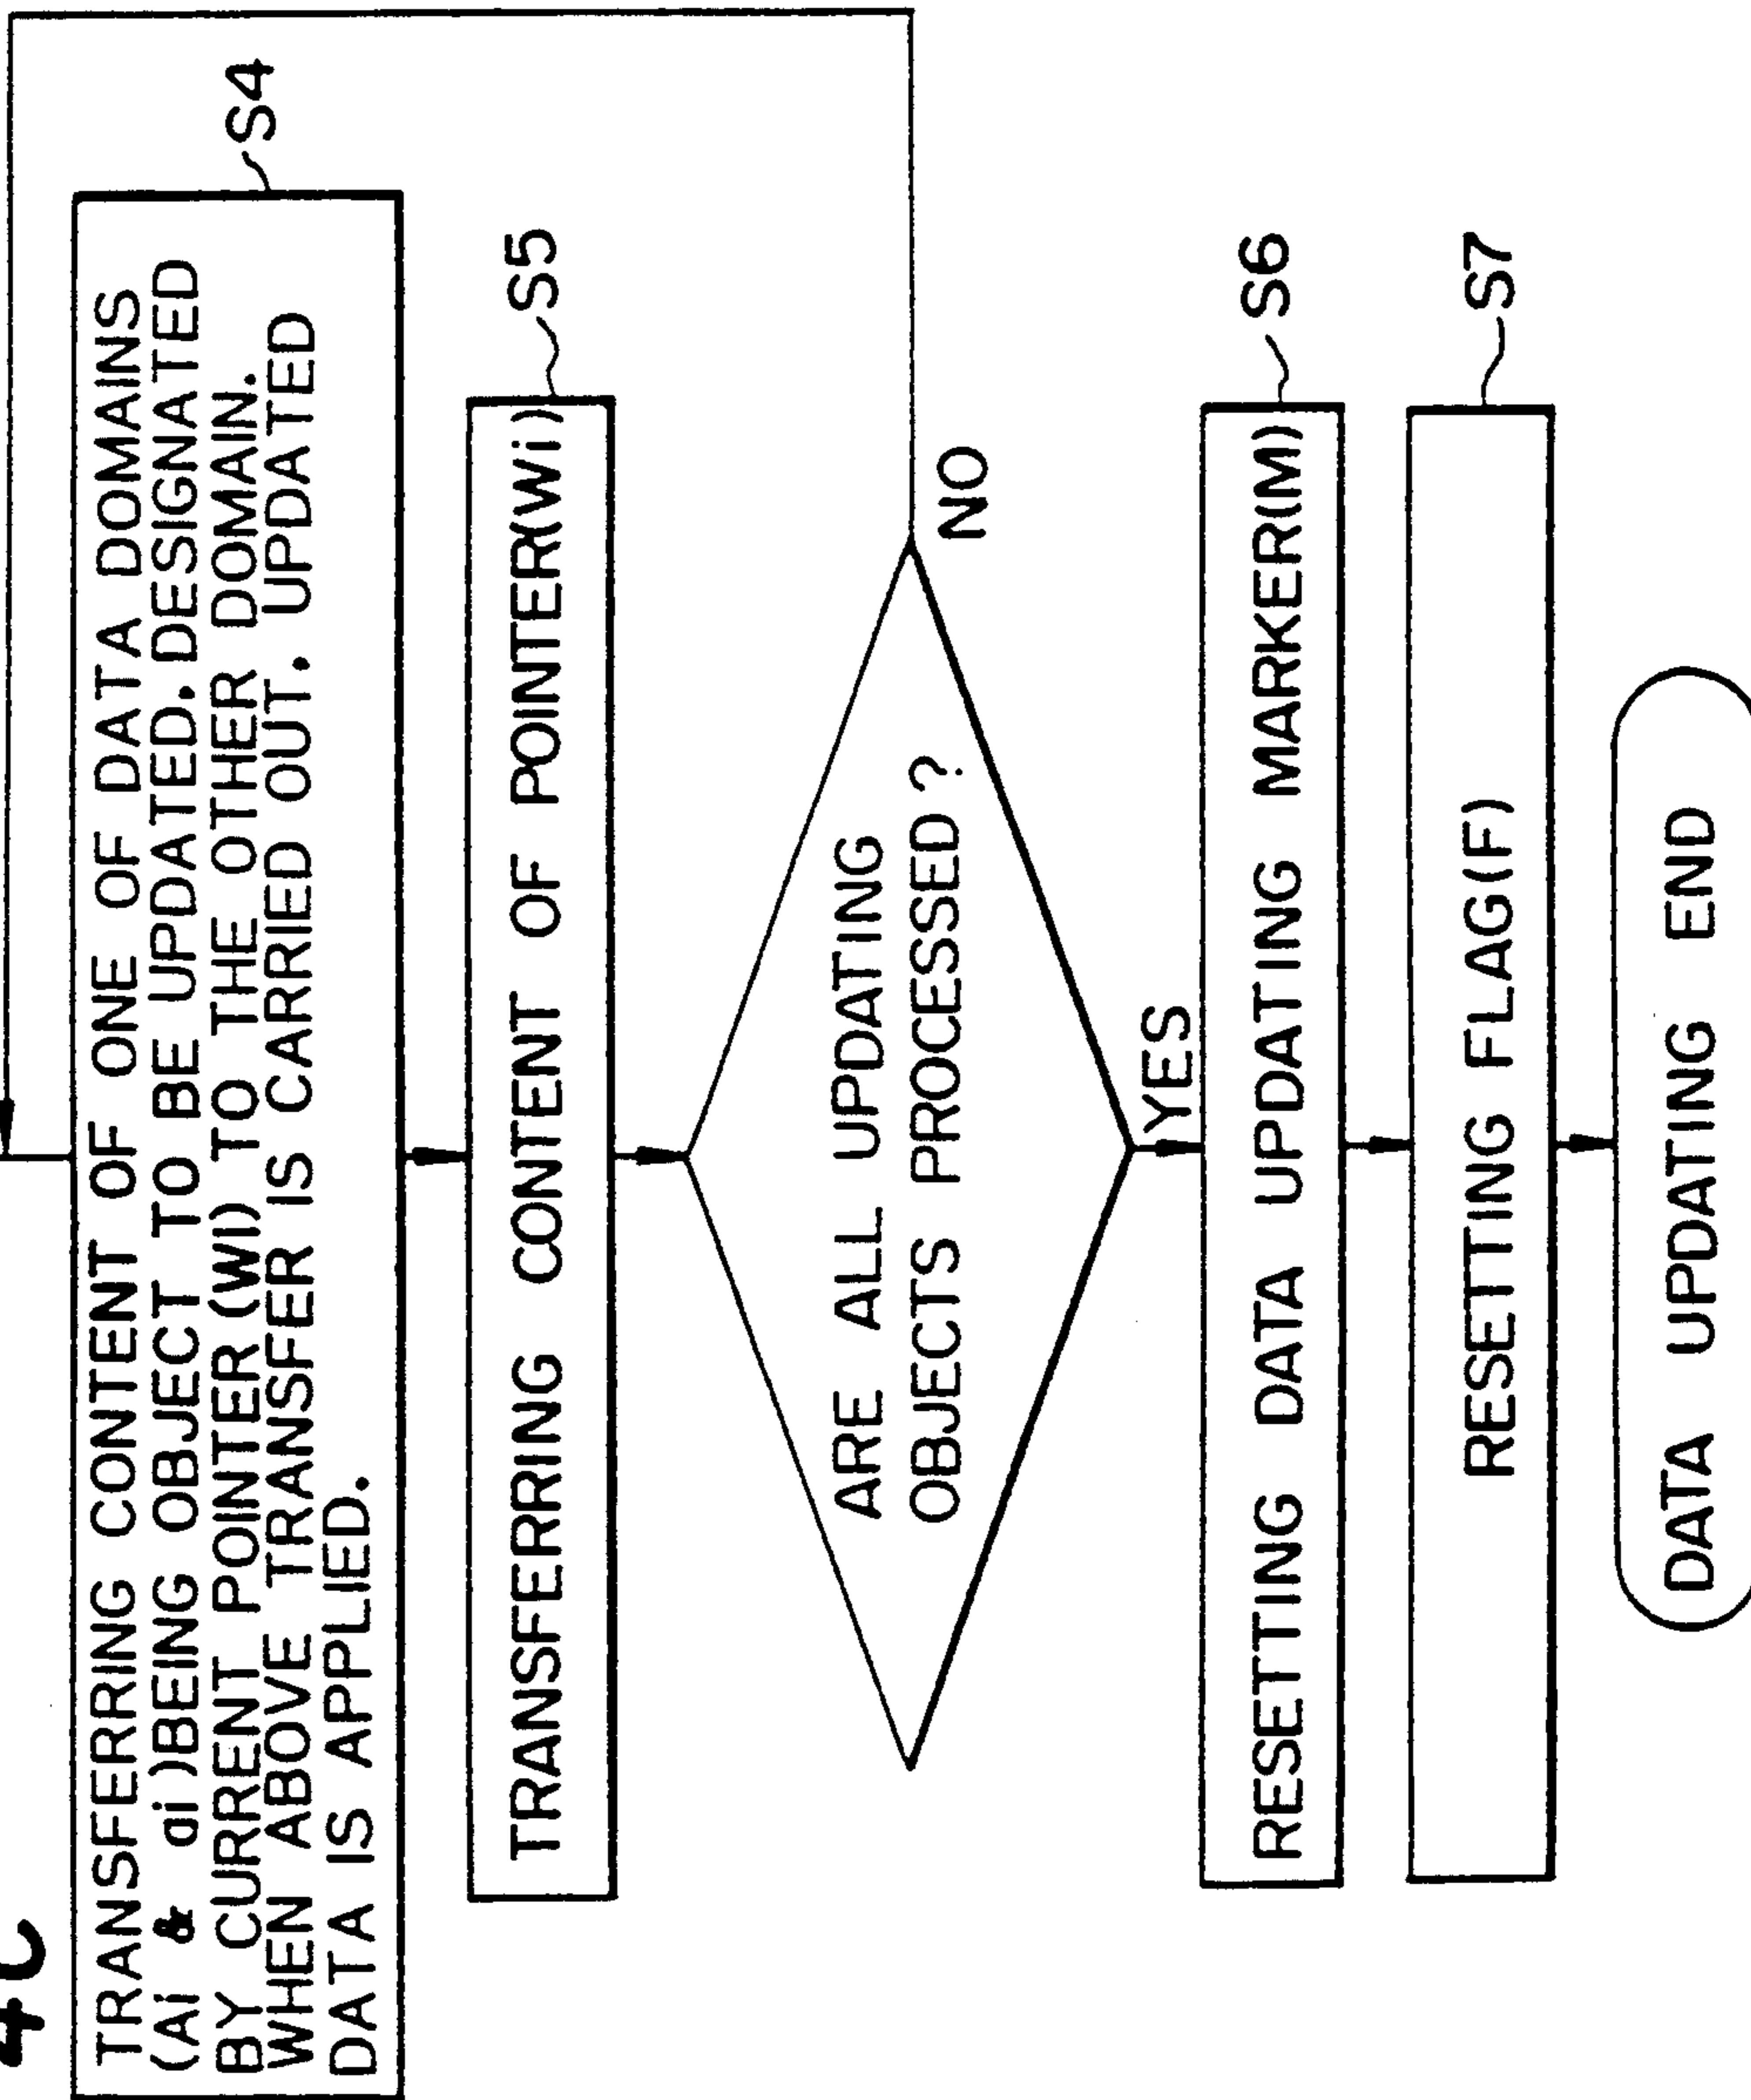 TRANSFERRING CONTENT OF ONE OF DATA DOMAINS
(Ai & ai)BEING OBJECT TO BE UPDATED. DESIGNATED
BY CURRENT POINTER (Wi) TO THE OTHER DOMAIN.
WHEN ABOVE TRANSFER IS CARRIED OUT. UPDATED
DATA IS APPLIED.
S4
TRANSFERRING CONTENT OF POINTER(Wi)
S5
ARE ALL UPDATING
OBJECTS PROCESSED ?
NO
YES
RESETTING DATA UPDATING MARKER(M)
S6
RESETTING FLAG(F)
S7
DATA UPDATING END